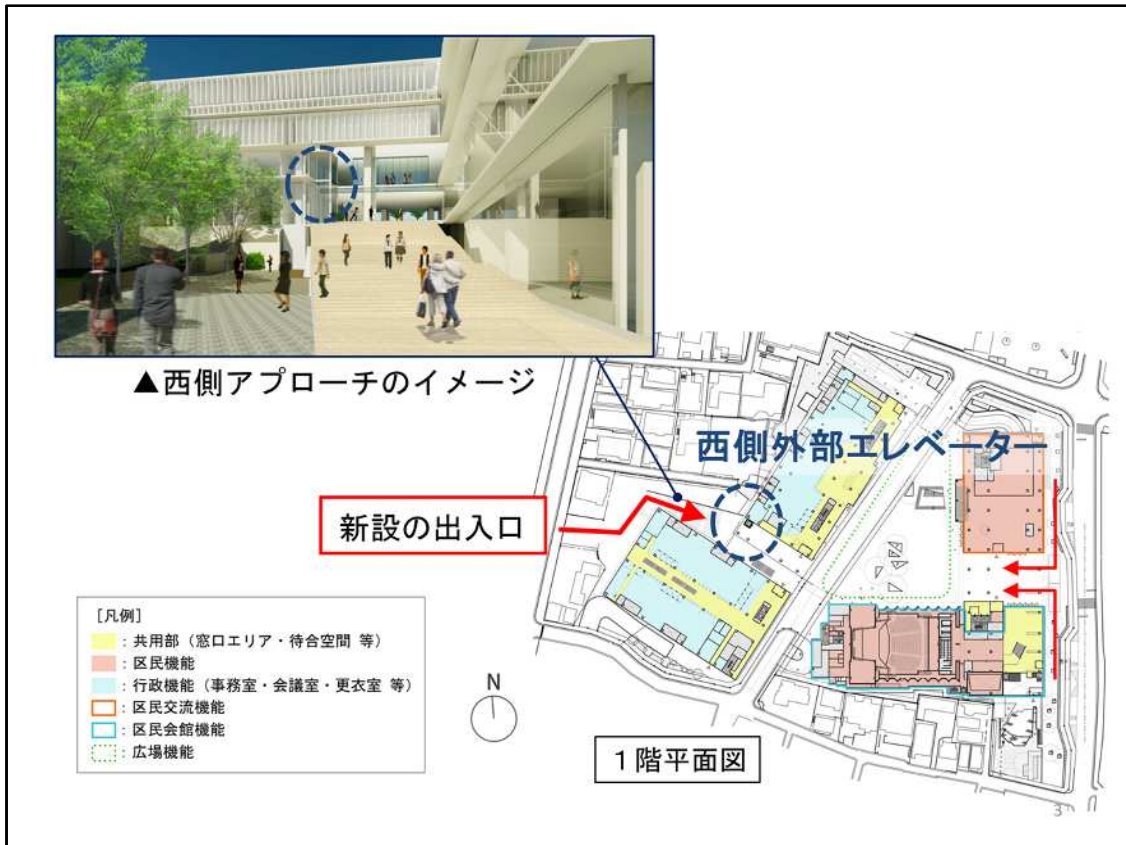 ▲西側アプローチのイメージ
西側外部エレベーター
新設の出入口
[凡例]
：共用部（窓口エリア・待合空間 等）
：区民機能
：行政機能（事務室・会議室・更衣室 等）
：区民交流機能
：区民会館機能
：広場機能
N
１階平面図
3